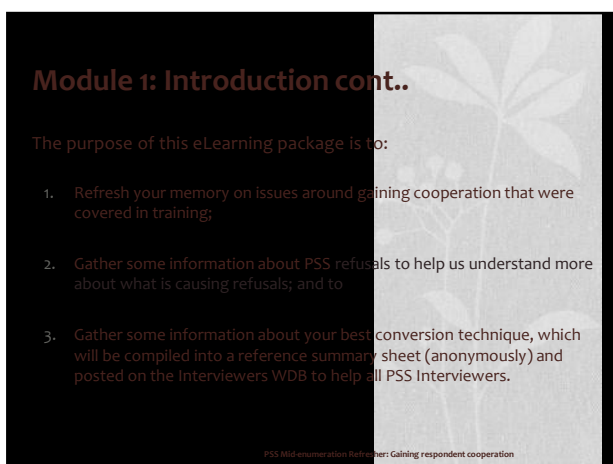 Module 1: Introduction cont..
The purpose of this eLearning package is to:
1. Refresh your memory on issues around gaining cooperation that were
covered in training;
2. Gather some information about PSS refusals to help us understand more
about what is causing refusals; and to
3. Gather some information about your best conversion technique, which
will be compiled into a reference summary sheet (anonymously) and
posted on the Interviewers WDB to help all PSS Interviewers.
PSS Mid-enumeration Refresher: Gaining respondent cooperation